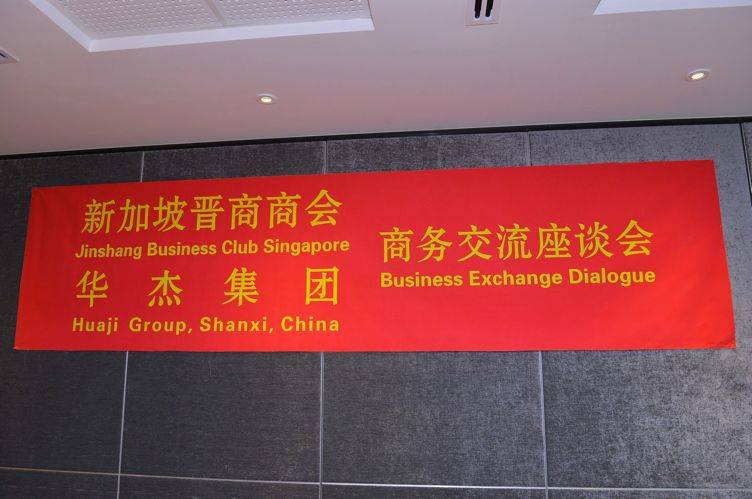 新加坡晋商商会
Jinshang Business Club Singapore
华杰集团
Huaji Group, Shanxi, China
商务交流座谈会
Business Exchange Dialogue